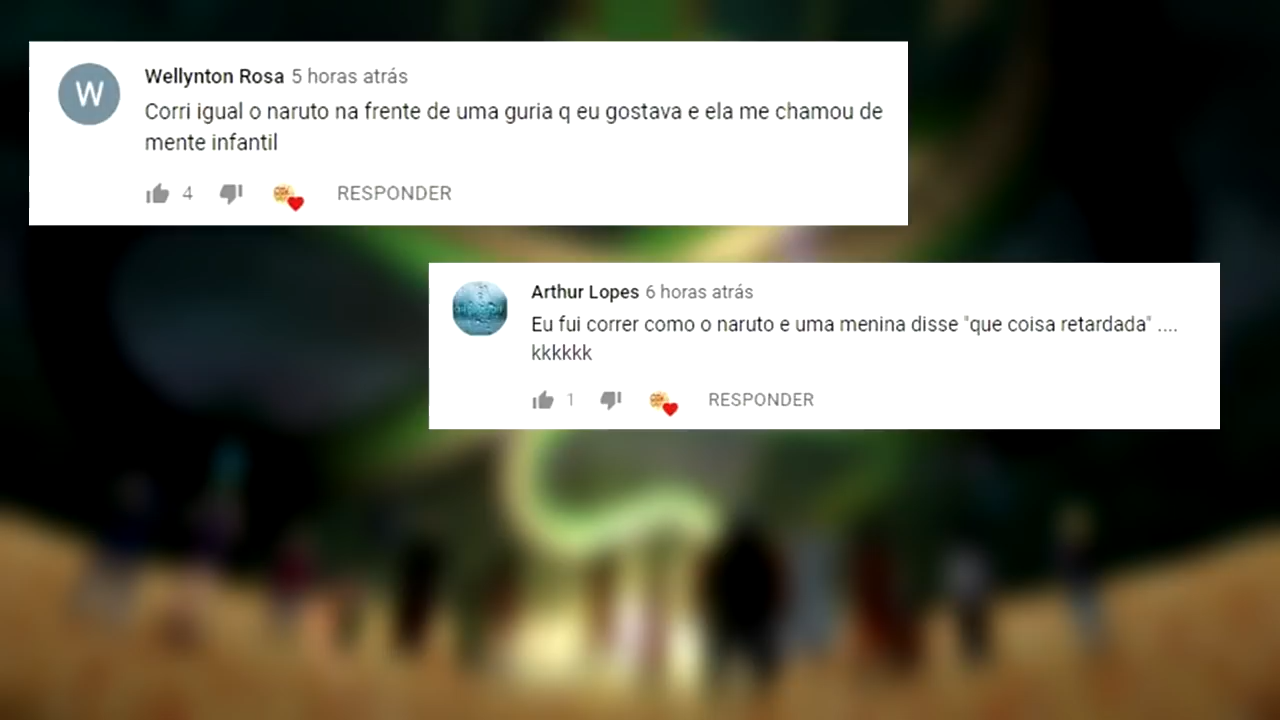 W
Wellynton Rosa 5 horas atrás
Corri igual o naruto na frente de uma guria q eu gostava e ela me chamou de
mente infantil
4 RESPONDER
Arthur Lopes 6 horas atrás
Eu fui correr como o naruto e uma menina disse "que coisa retardada" ....
kkkkkk
1 RESPONDER